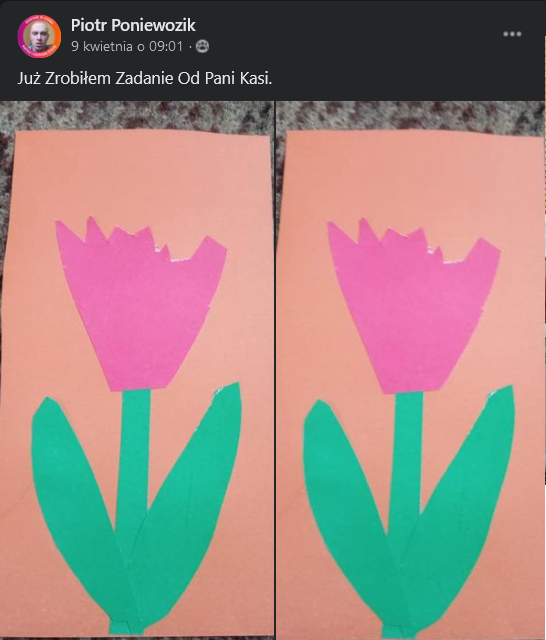 Piotr Poniewozik
9 kwietnia o 09:01 ·
Już Zrobiłem Zadanie Od Pani Kasi.